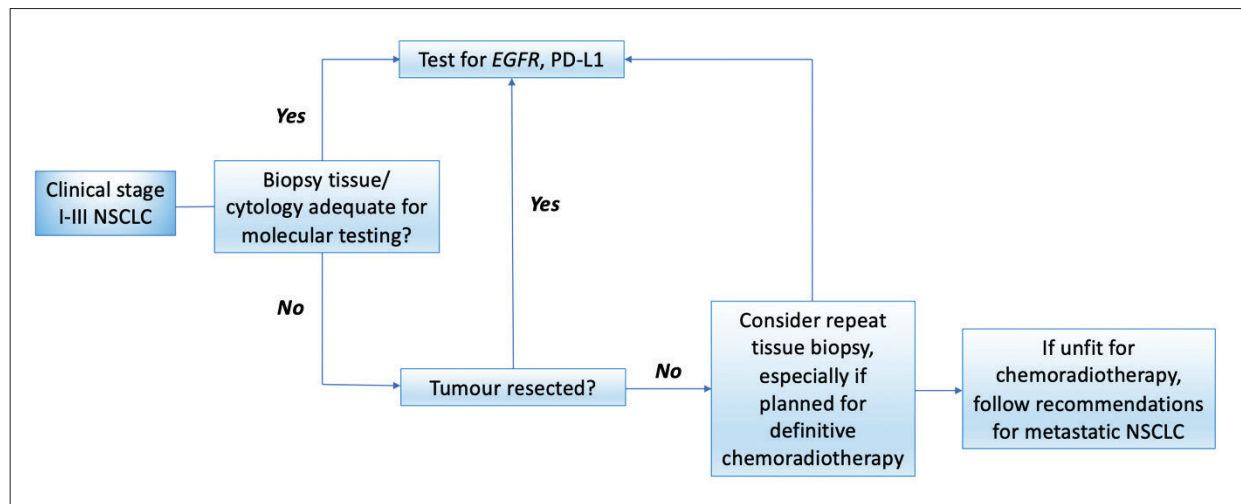 Test for EGFR, PD-L1
Yes
Clinical stage
I-III NSCLC
Biopsy tissue/
cytology adequate for
molecular testing?
Yes
No
Tumour resected?
No
Consider repeat
tissue biopsy,
especially if
planned for
definitive
chemoradiotherapy
If unfit for
chemoradiotherapy,
follow recommendations
for metastatic NSCLC